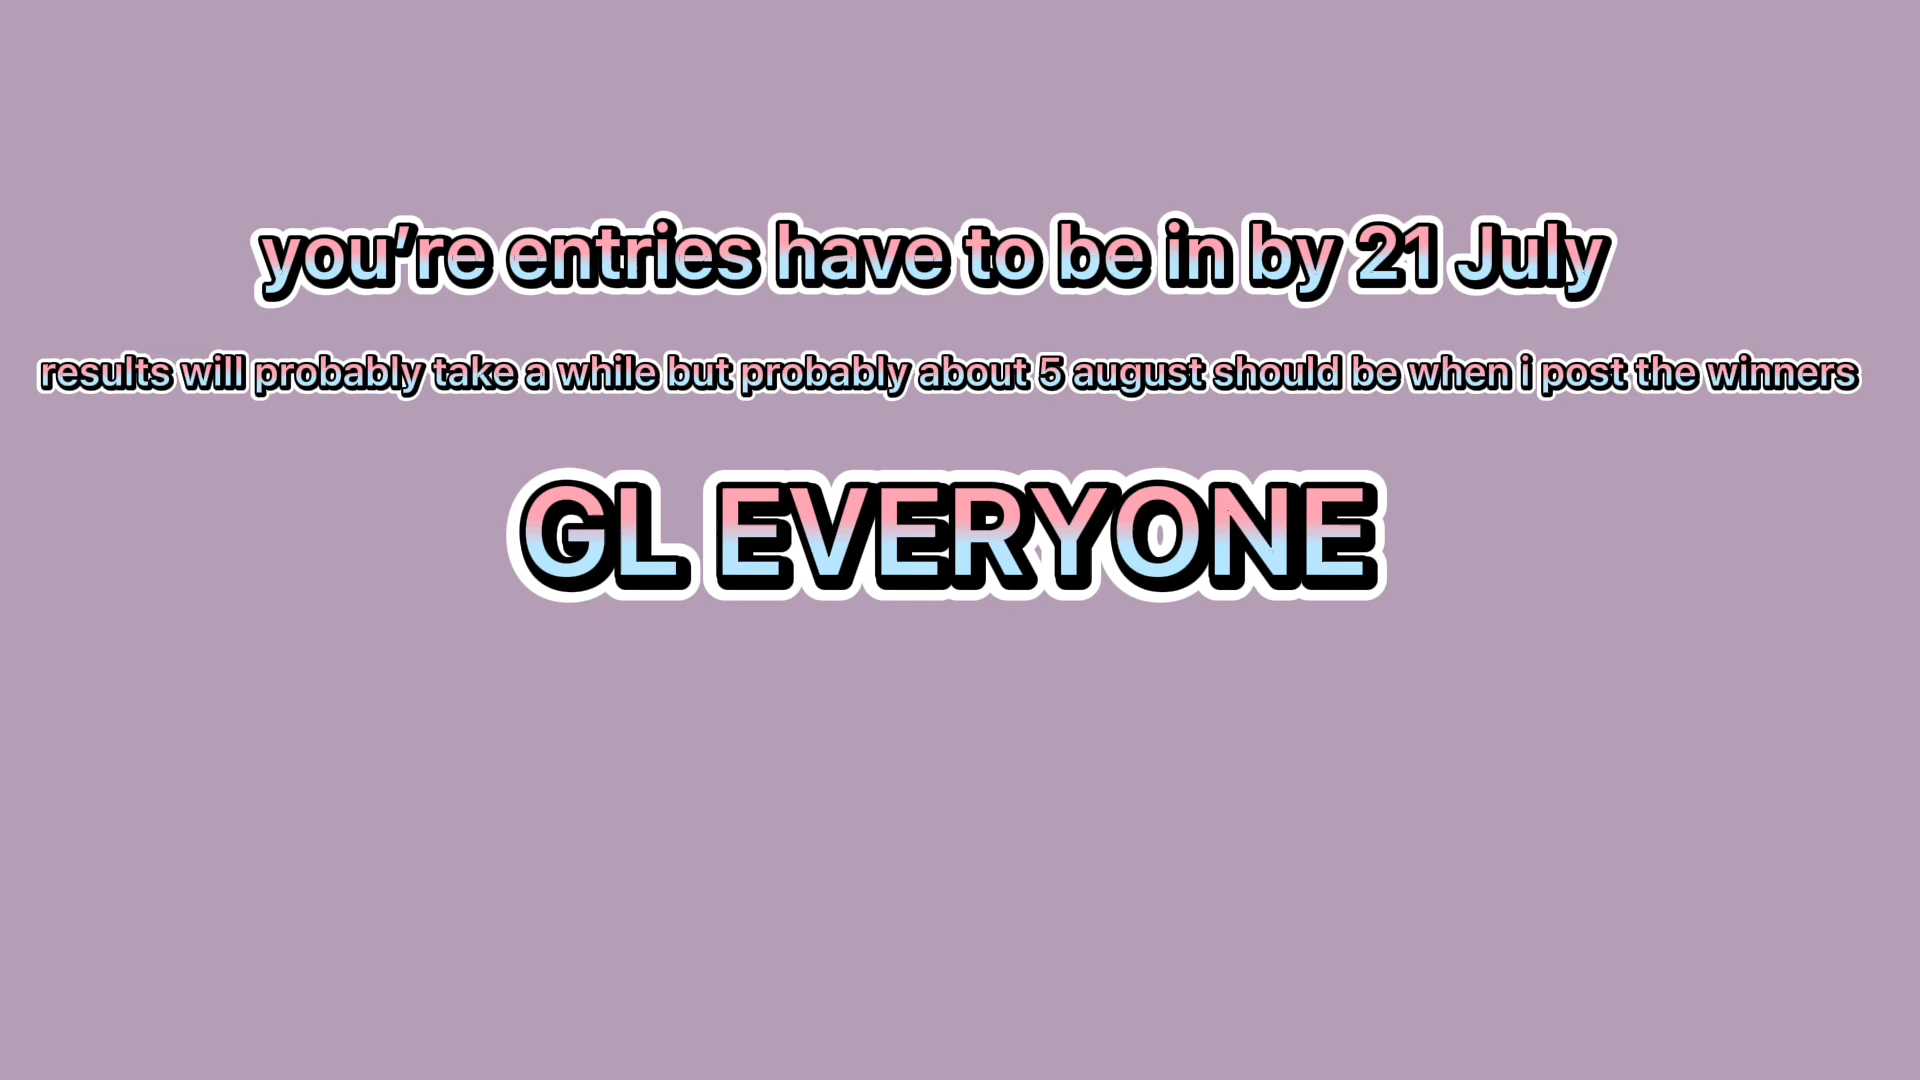 you’re entries have to be in by 21 July
results will probably take a while but probably about 5 august should be when i post the winners
GL EVERYONE